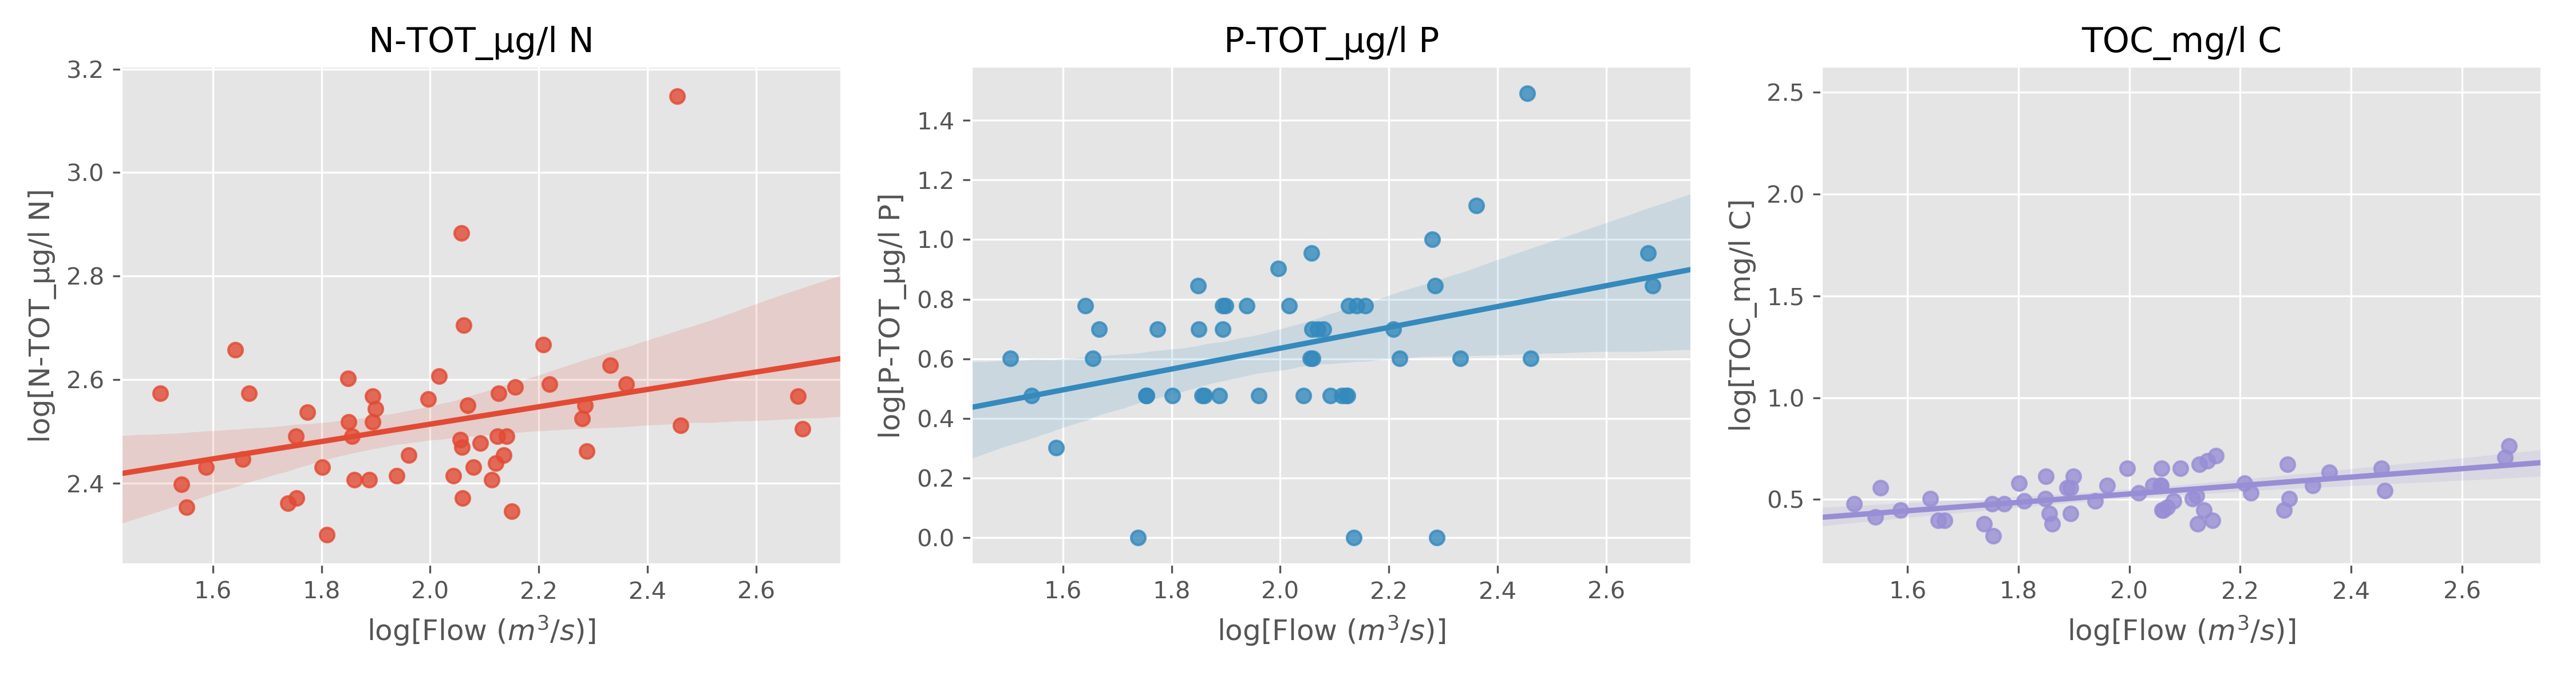 N-TOT_µg/l N
P-TOT_µg/l P
TOC_mg/l C
log[N-TOT_µg/l N]
3.2
3.0
2.8
2.6
2.4
1.6 1.8 2.0 2.2 2.4 2.6
log[Flow (m³/s)]
log[P-TOT_µg/l P]
1.4
1.2
1.0
0.8
0.6
0.4
0.2
0.0
1.6 1.8 2.0 2.2 2.4 2.6
log[Flow (m³/s)]
log[TOC_mg/l C]
2.5
2.0
1.5
1.0
0.5
1.6 1.8 2.0 2.2 2.4 2.6
log[Flow (m³/s)]